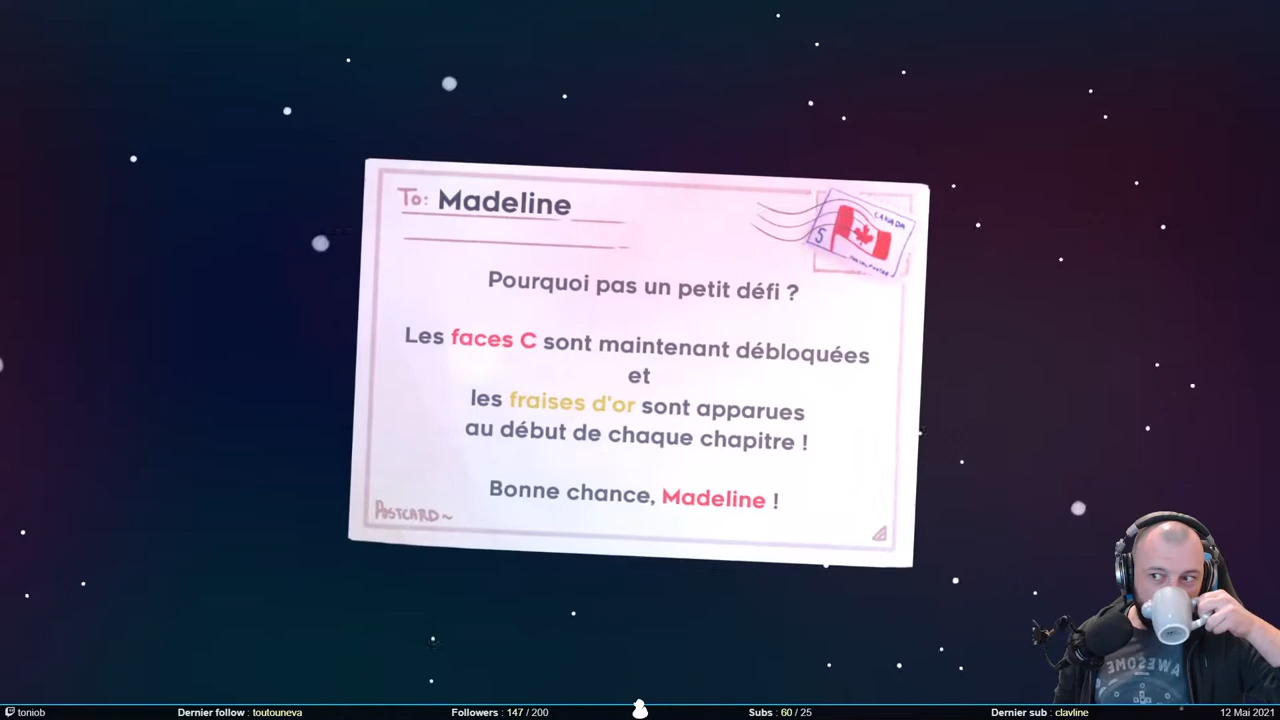 To: Madeline
CANADA
5
Pourquoi pas un petit défi ?
Les faces C sont maintenant débloquées
et
les fraises d'or sont apparues
au début de chaque chapitre !
Bonne chance, Madeline !
POSTCARD~
AWESOME
toniob
Dernier follow : toutouneva
Followers : 147 / 200
Subs : 60 / 25
Dernier sub : clavline
12 Mai 2021